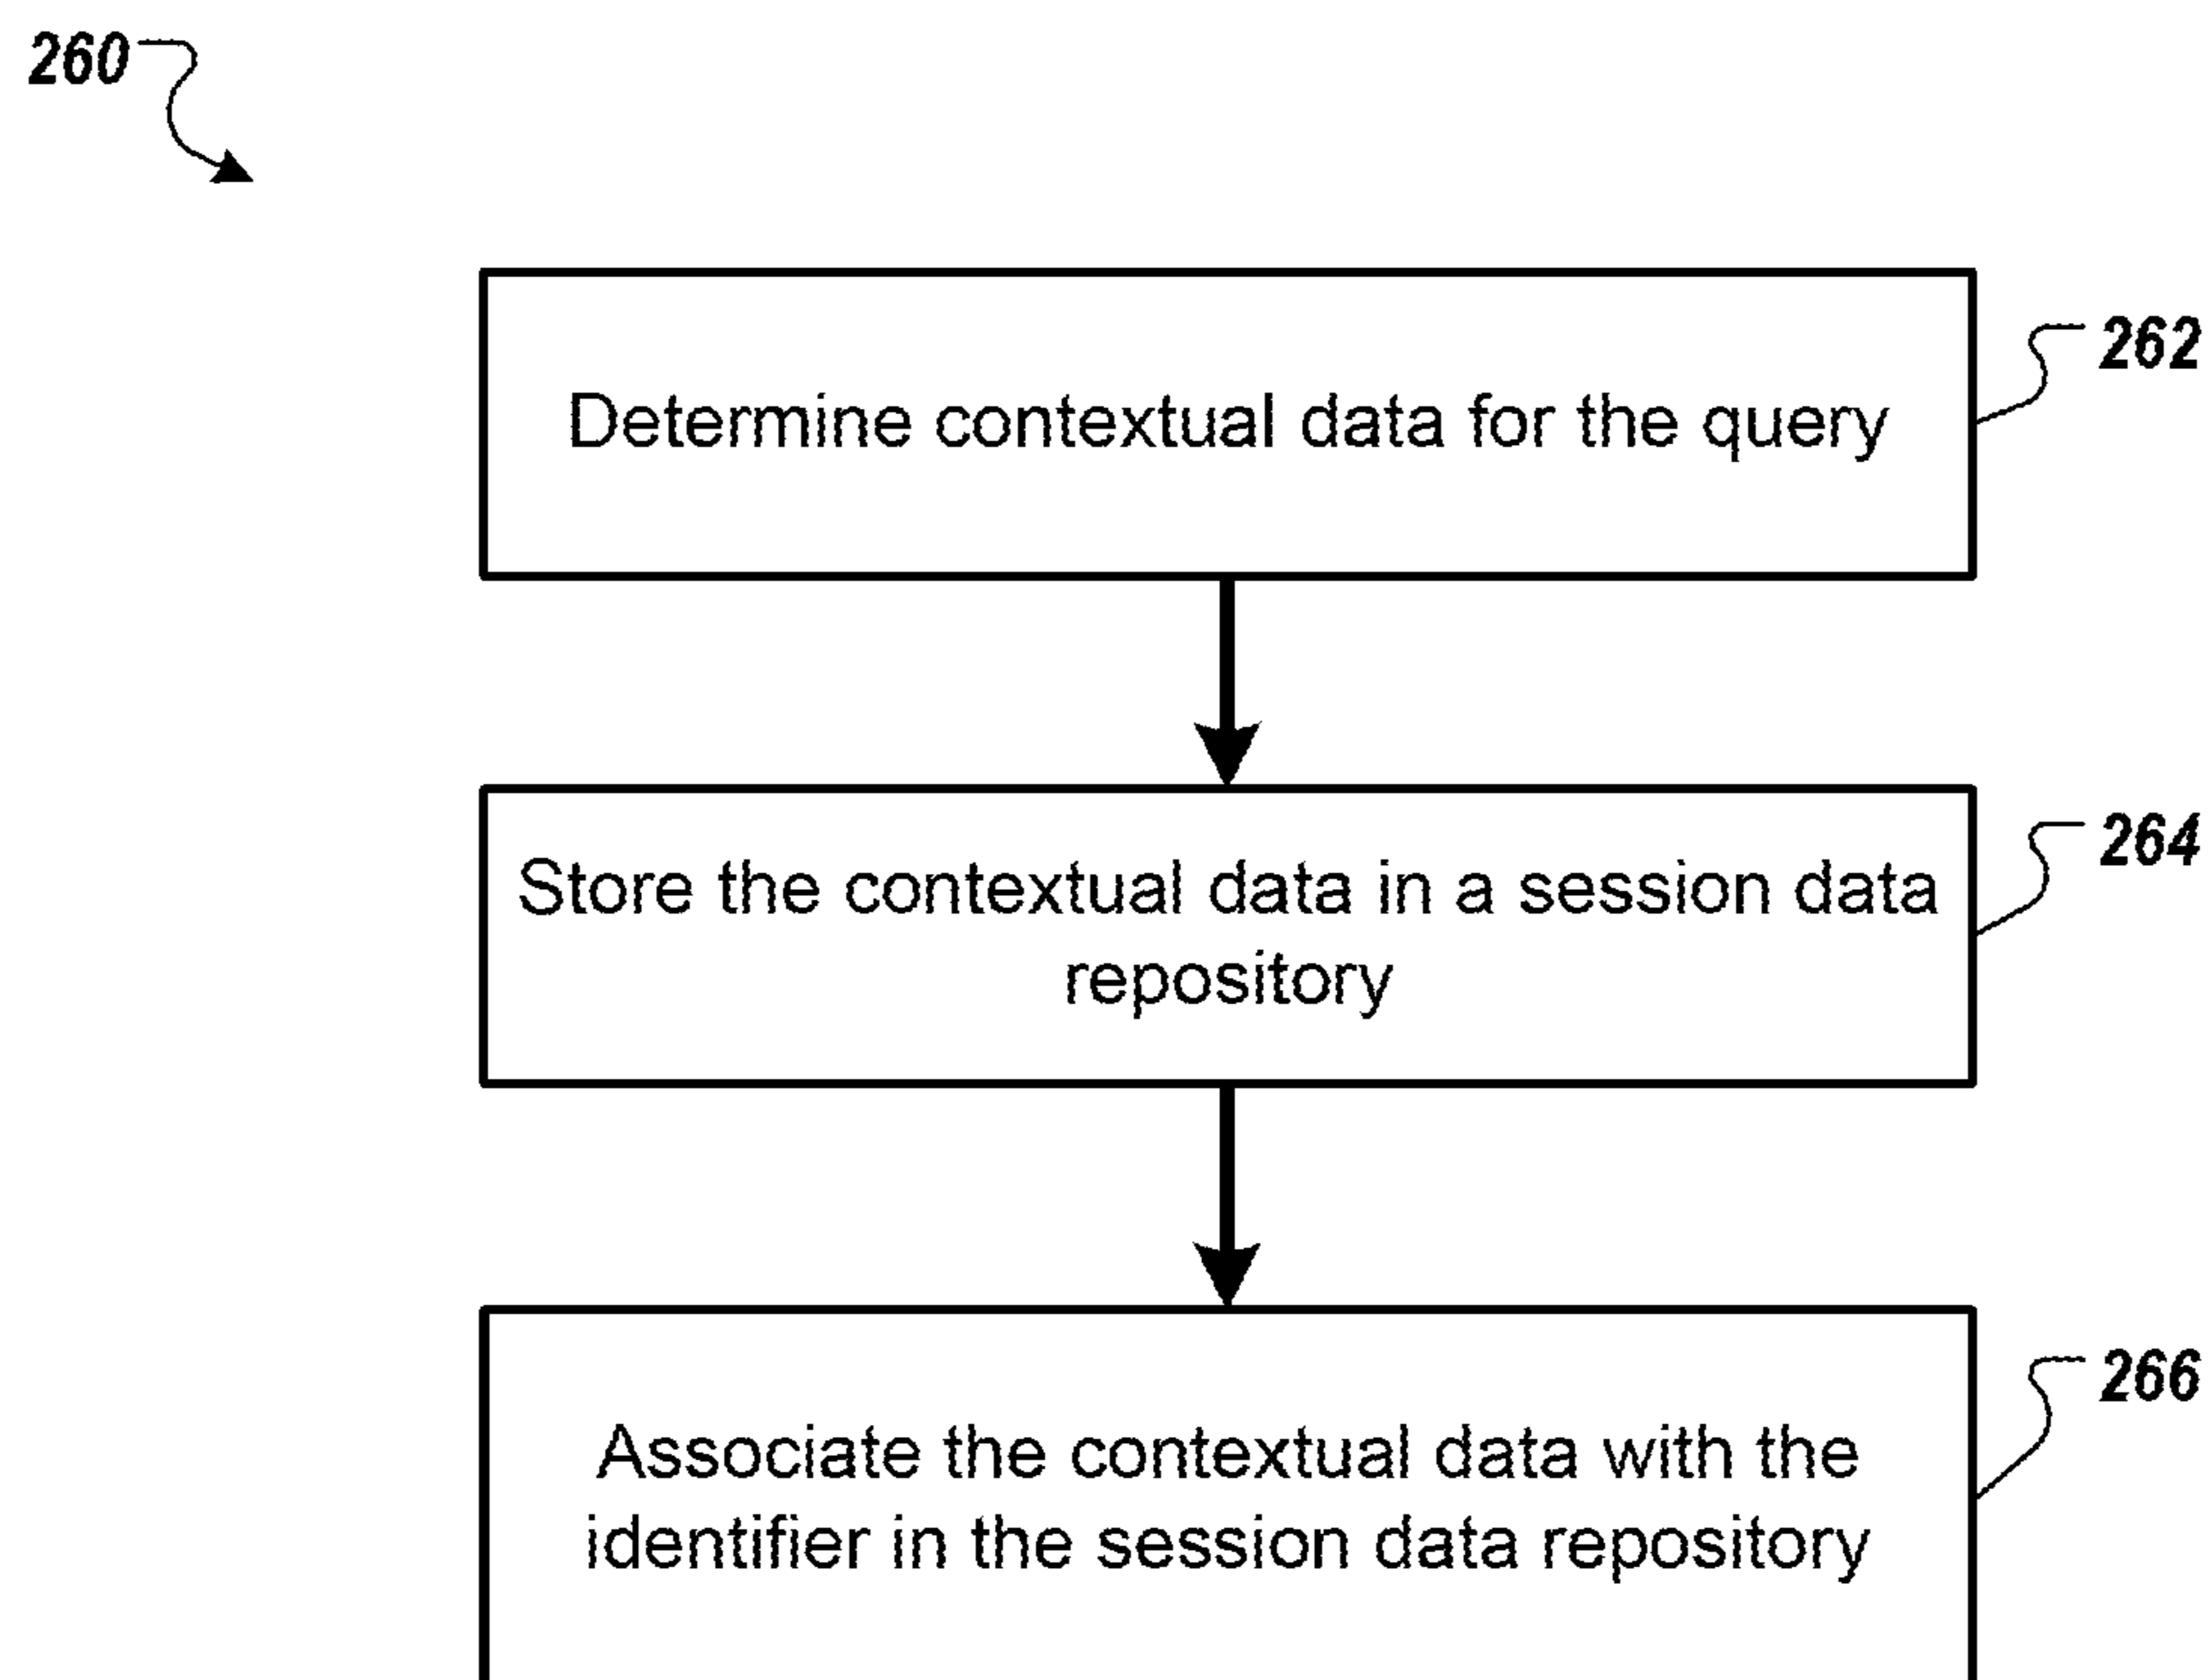 260
262
Determine contextual data for the query
264
Store the contextual data in a session data
repository
266
Associate the contextual data with the
identifier in the session data repository